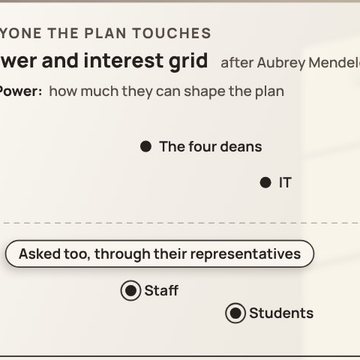 YONE THE PLAN TOUCHES
wer and interest grid after Aubrey Mendel
Power: how much they can shape the plan
The four deans
IT
Asked too, through their representatives
Staff
Students